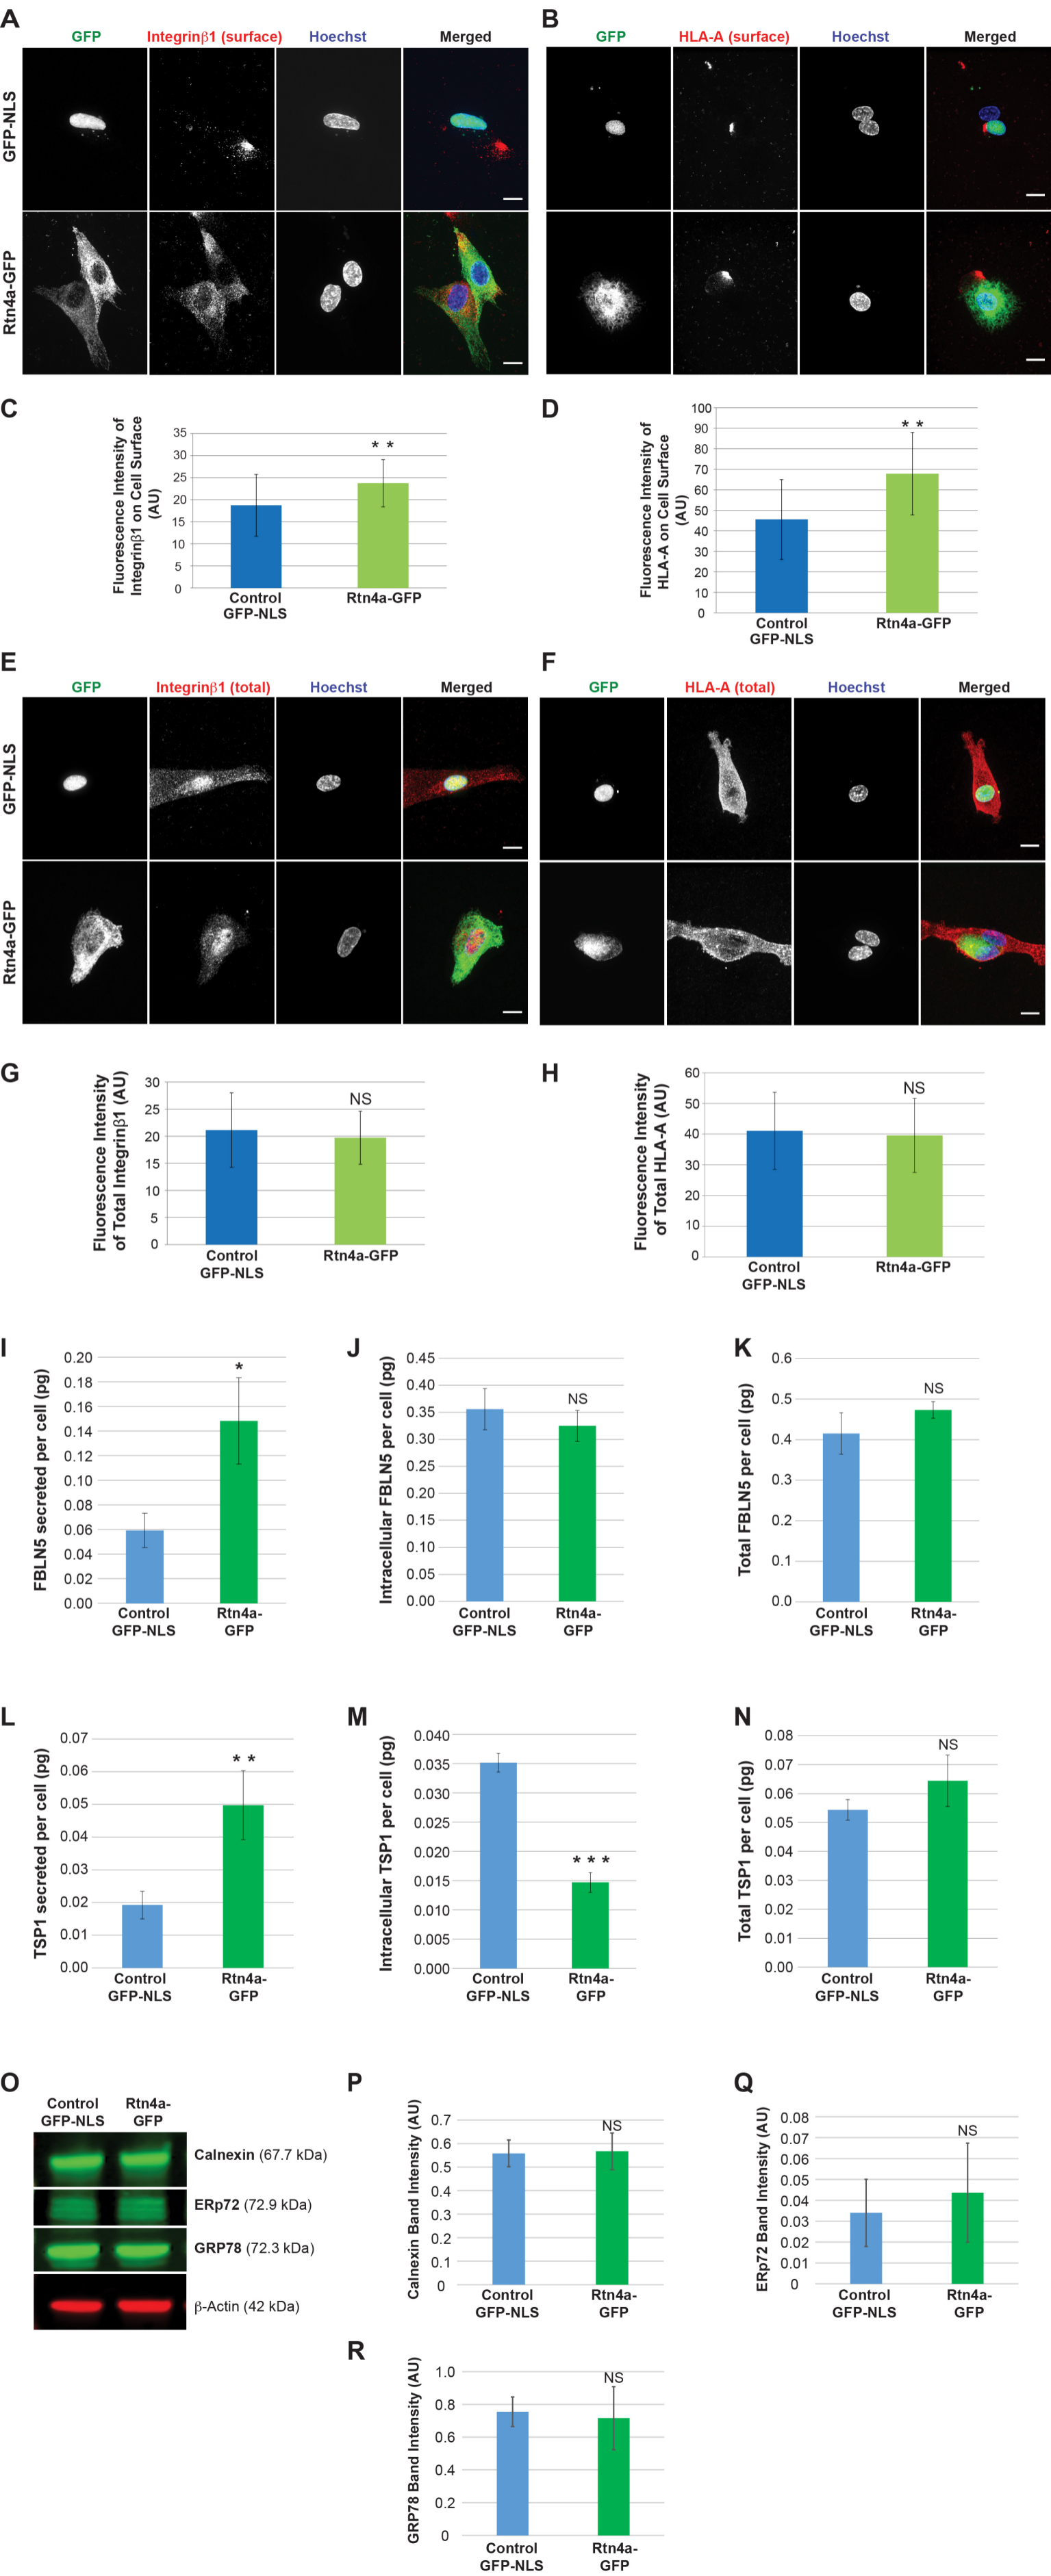 A
GFP
Integrinβ1 (surface)
Hoechst
Merged
GFP-NLS
Rtn4a-GFP
B
GFP
HLA-A (surface)
Hoechst
Merged
C
Fluorescence Intensity of
Integrinβ1 on Cell Surface
(AU)
35
30
25
20
15
10
5
0
* *
Control
GFP-NLS
Rtn4a-GFP
D
Fluorescence Intensity of
HLA-A on Cell Surface
(AU)
100
90
80
70
60
50
40
30
20
10
0
* *
Control
GFP-NLS
Rtn4a-GFP
E
GFP
Integrinβ1 (total)
Hoechst
Merged
GFP-NLS
Rtn4a-GFP
F
GFP
HLA-A (total)
Hoechst
Merged
G
Fluorescence Intensity
of Total Integrinβ1 (AU)
30
25
20
15
10
5
0
NS
Control
GFP-NLS
Rtn4a-GFP
H
Fluorescence Intensity
of Total HLA-A (AU)
60
50
40
30
20
10
0
NS
Control
GFP-NLS
Rtn4a-GFP
I
FBLN5 secreted per cell (pg)
0.20
0.18
0.16
0.14
0.12
0.10
0.08
0.06
0.04
0.02
0.00
*
Control
GFP-NLS
Rtn4a-
GFP
J
Intracellular FBLN5 per cell (pg)
0.45
0.40
0.35
0.30
0.25
0.20
0.15
0.10
0.05
0.00
NS
Control
GFP-NLS
Rtn4a-
GFP
K
Total FBLN5 per cell (pg)
0.6
0.5
0.4
0.3
0.2
0.1
0.0
NS
Control
GFP-NLS
Rtn4a-
GFP
L
TSP1 secreted per cell (pg)
0.07
0.06
0.05
0.04
0.03
0.02
0.01
0.00
* *
Control
GFP-NLS
Rtn4a-
GFP
M
Intracellular TSP1 per cell (pg)
0.040
0.035
0.030
0.025
0.020
0.015
0.010
0.005
0.000
* * *
Control
GFP-NLS
Rtn4a-
GFP
N
Total TSP1 per cell (pg)
0.08
0.07
0.06
0.05
0.04
0.03
0.02
0.01
0.00
NS
Control
GFP-NLS
Rtn4a-
GFP
O
Control
GFP-NLS
Rtn4a-
GFP
Calnexin (67.7 kDa)
ERp72 (72.9 kDa)
GRP78 (72.3 kDa)
β-Actin (42 kDa)
P
Calnexin Band Intensity (AU)
0.7
0.6
0.5
0.4
0.3
0.2
0.1
0
NS
Control
GFP-NLS
Rtn4a-
GFP
Q
ERp72 Band Intensity (AU)
0.08
0.07
0.06
0.05
0.04
0.03
0.02
0.01
0
NS
Control
GFP-NLS
Rtn4a-
GFP
R
GRP78 Band Intensity (AU)
1.0
0.8
0.6
0.4
0.2
0
NS
Control
GFP-NLS
Rtn4a-
GFP